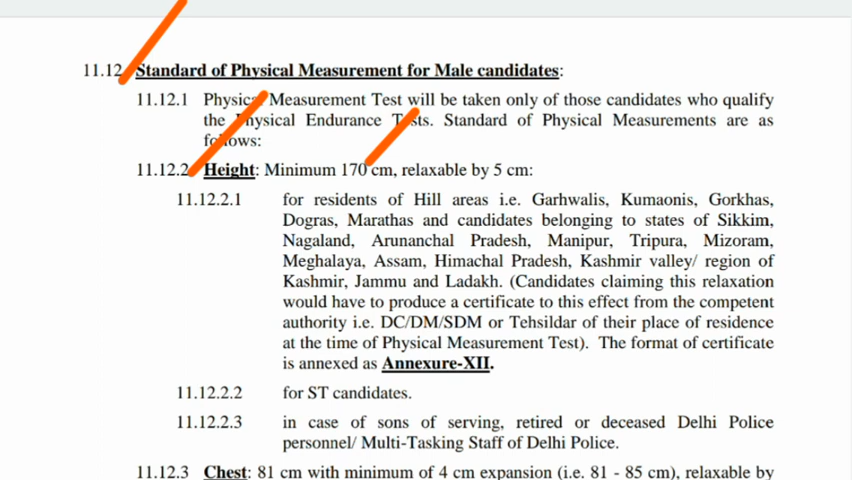 11.12 Standard of Physical Measurement for Male candidates:
11.12.1 Physical Measurement Test will be taken only of those candidates who qualify
the Physical Endurance Tests. Standard of Physical Measurements are as
follows:
11.12.2 Height: Minimum 170 cm, relaxable by 5 cm:
11.12.2.1 for residents of Hill areas i.e. Garhwalis, Kumaonis, Gorkhas,
Dogras, Marathas and candidates belonging to states of Sikkim,
Nagaland, Arunanchal Pradesh, Manipur, Tripura, Mizoram,
Meghalaya, Assam, Himachal Pradesh, Kashmir valley/ region of
Kashmir, Jammu and Ladakh. (Candidates claiming this relaxation
would have to produce a certificate to this effect from the competent
authority i.e. DC/DM/SDM or Tehsildar of their place of residence
at the time of Physical Measurement Test). The format of certificate
is annexed as Annexure-XII.
11.12.2.2 for ST candidates.
11.12.2.3 in case of sons of serving, retired or deceased Delhi Police
personnel/ Multi-Tasking Staff of Delhi Police.
11.12.3 Chest: 81 cm with minimum of 4 cm expansion (i.e. 81 - 85 cm), relaxable by